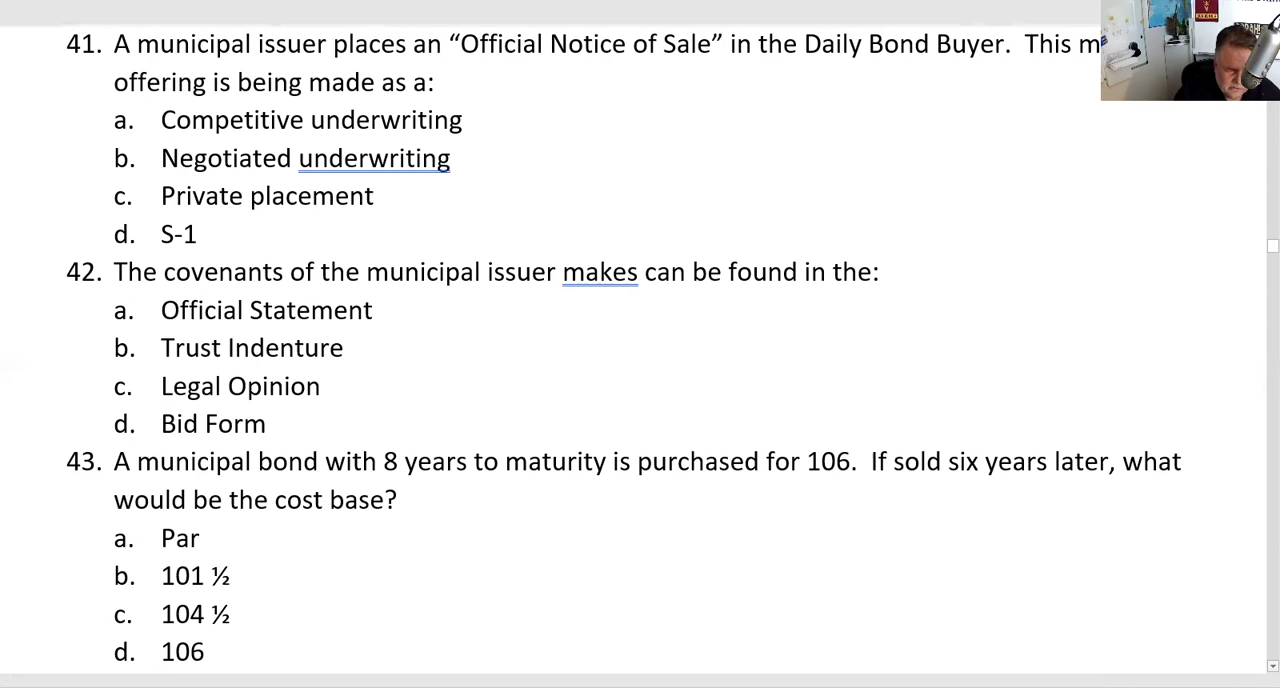 41. A municipal issuer places an “Official Notice of Sale” in the Daily Bond Buyer. This
offering is being made as a:
a. Competitive underwriting
b. Negotiated underwriting
c. Private placement
d. S-1
42. The covenants of the municipal issuer makes can be found in the:
a. Official Statement
b. Trust Indenture
c. Legal Opinion
d. Bid Form
43. A municipal bond with 8 years to maturity is purchased for 106. If sold six years later, what
would be the cost base?
a. Par
b. 101 ½
c. 104 ½
d. 106